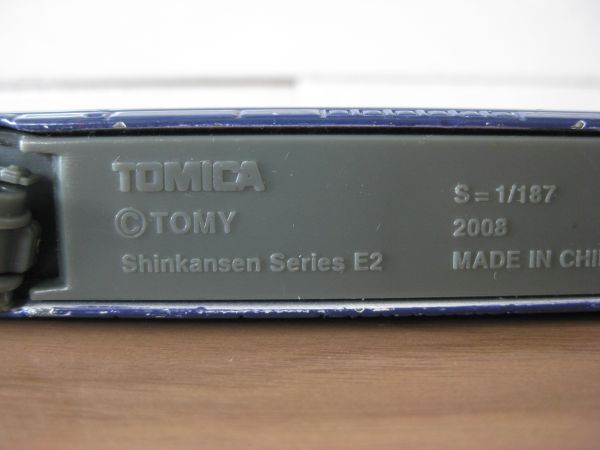 TOMICA
© TOMY
Shinkansen Series E2
S = 1/187
2008
MADE IN CHI